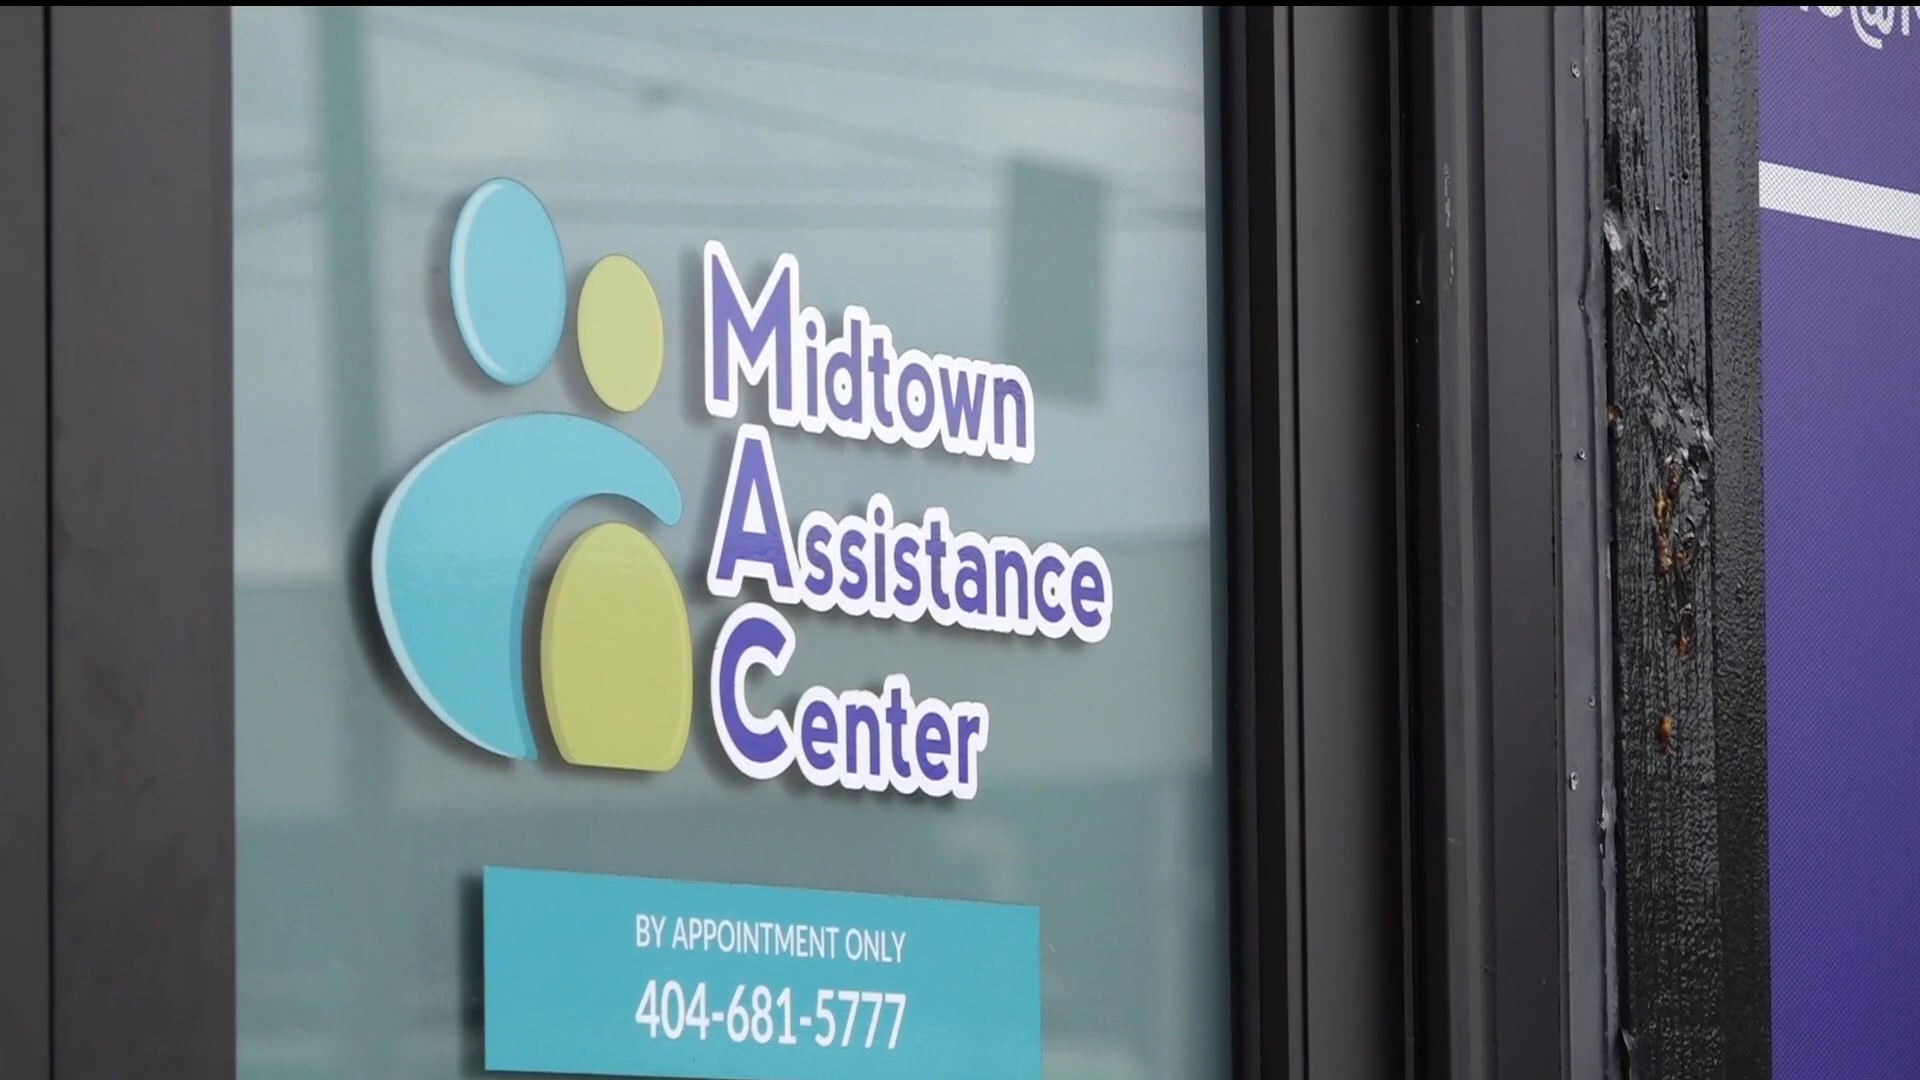 Midtown
Assistance
Center
BY APPOINTMENT ONLY
404-681-5777